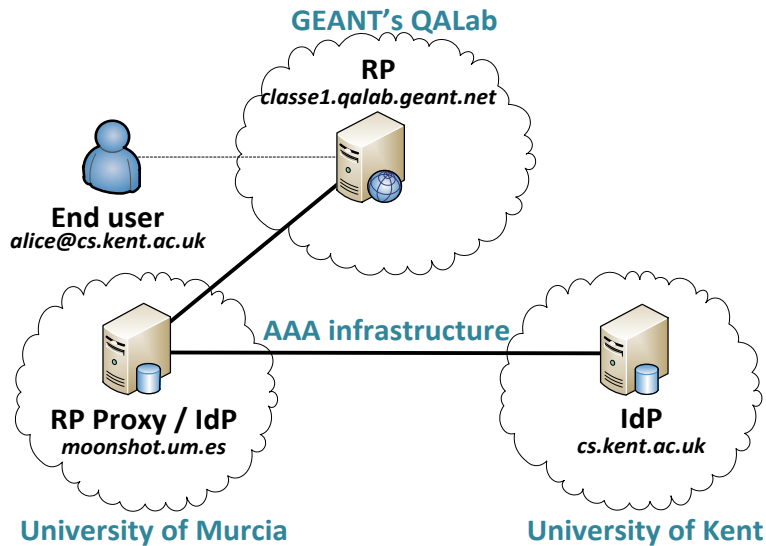 GEANT's QALab
RP
classe1.qalab.geant.net
End user
alice@cs.kent.ac.uk
AAA infrastructure
RP Proxy / IdP
moonshot.um.es
IdP
cs.kent.ac.uk
University of Murcia
University of Kent